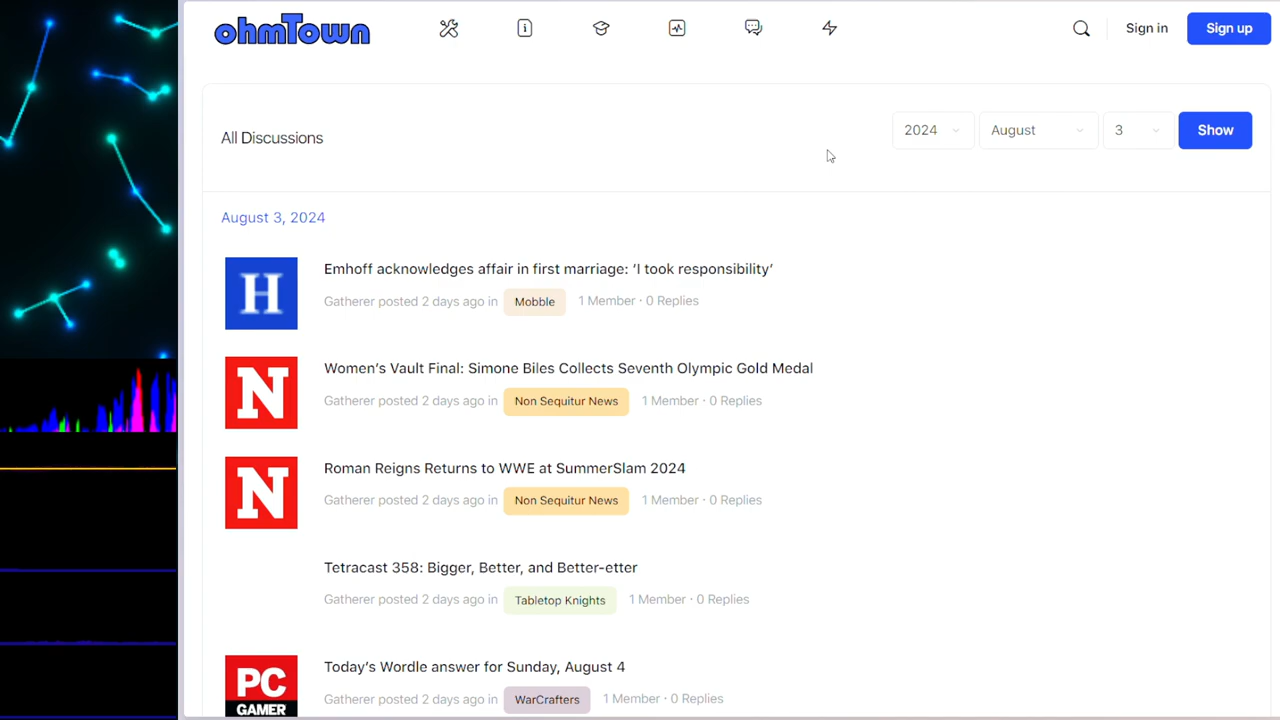 ohmTown
Sign in
Sign up
All Discussions
2024
August
3
Show
August 3, 2024
H
Emhoff acknowledges affair in first marriage: ‘I took responsibility’
Gatherer posted 2 days ago in Mobble 1 Member · 0 Replies
N
Women’s Vault Final: Simone Biles Collects Seventh Olympic Gold Medal
Gatherer posted 2 days ago in Non Sequitur News 1 Member · 0 Replies
N
Roman Reigns Returns to WWE at SummerSlam 2024
Gatherer posted 2 days ago in Non Sequitur News 1 Member · 0 Replies
Tetracast 358: Bigger, Better, and Better-etter
Gatherer posted 2 days ago in Tabletop Knights 1 Member · 0 Replies
PC
GAMER
Today’s Wordle answer for Sunday, August 4
Gatherer posted 2 days ago in WarCrafters 1 Member · 0 Replies